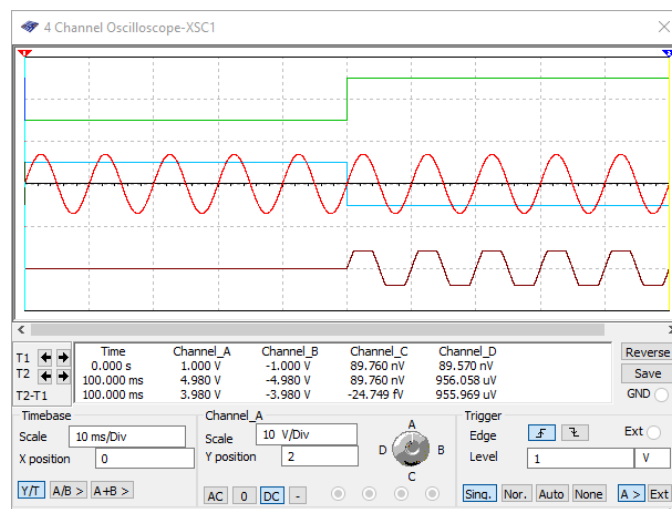 4 Channel Oscilloscope-XSC1
1
Time Channel_A Channel_B Channel_C Channel_D
T1 0.000 s 1.000 V -1.000 V 89.760 nV 89.570 nV
T2 100.000 ms 4.980 V -4.980 V 89.760 nV 956.058 uV
T2-T1 100.000 ms 3.980 V -3.980 V -24.749 fV 955.969 uV
Reverse
Save
GND
Timebase
Scale 10 ms/Div
X position 0
Y/T A/B > A+B >
Channel_A
Scale 10 V/Div
Y position 2
AC 0 DC -
A
D B
C
Trigger
Edge Ext
Level 1 V
Sing. Nor. Auto None A > Ext